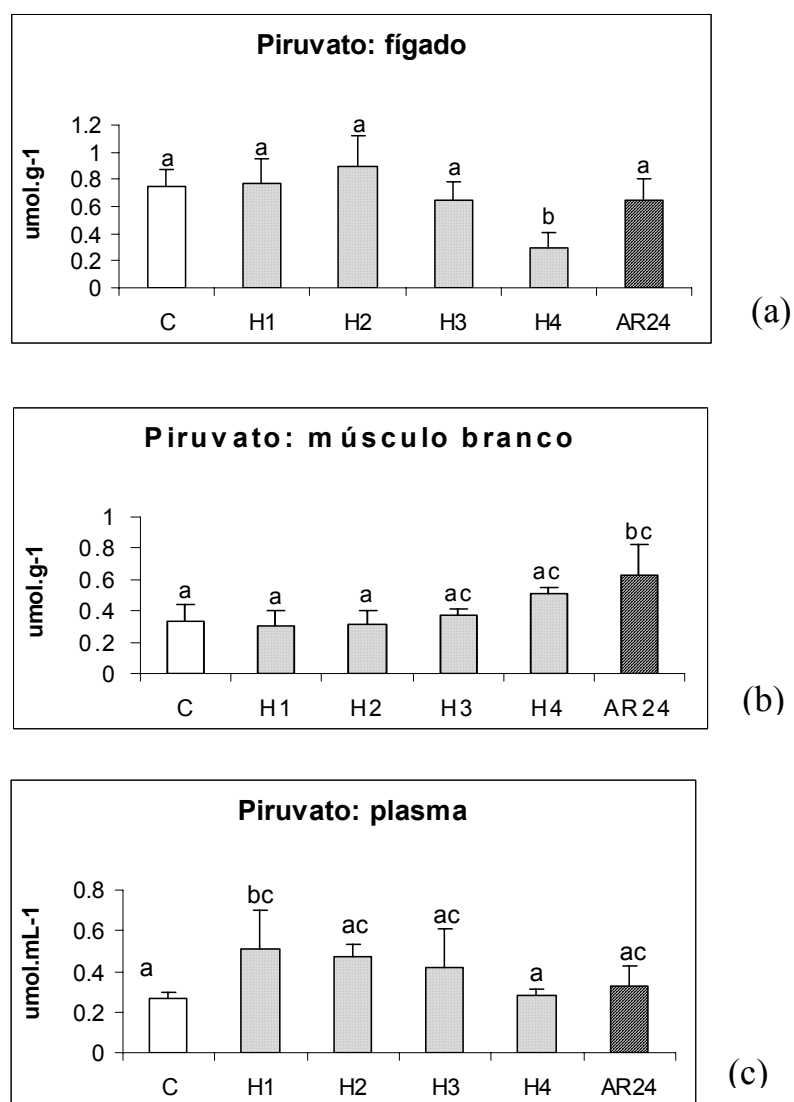 Piruvato: fígado
umol.g-1
1.2
1
0.8
0.6
0.4
0.2
0
a a a a b a
C H1 H2 H3 H4 AR24
(a)
Piruvato: músculo branco
umol.g-1
1
0.8
0.6
0.4
0.2
0
a a a ac ac bc
C H1 H2 H3 H4 AR24
(b)
Piruvato: plasma
umol.mL-1
0.8
0.6
0.4
0.2
0
a bc ac ac a ac
C H1 H2 H3 H4 AR24
(c)